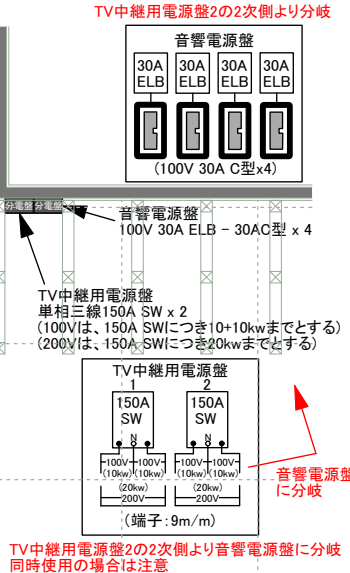 TV中継用電源盤2の2次側より分岐
音響電源盤
30A 30A 30A 30A
ELB ELB ELB ELB
(100V 30A C型x4)
分電盤 分電盤
音響電源盤
100V 30A ELB - 30AC型 x 4
TV中継用電源盤
単相三線150A SW x 2
(100Vは、150A SWにつき10+10kwまでとする)
(200Vは、150A SWにつき20kwまでとする)
TV中継用電源盤
1 2
150A 150A
SW SW
N N
100V 100V 100V 100V
(10kw) (10kw) (10kw) (10kw)
(20kw) (20kw)
200V 200V
(端子:9m/m)
音響電源盤
に分岐
TV中継用電源盤2の2次側より音響電源盤に分岐
同時使用の場合は注意